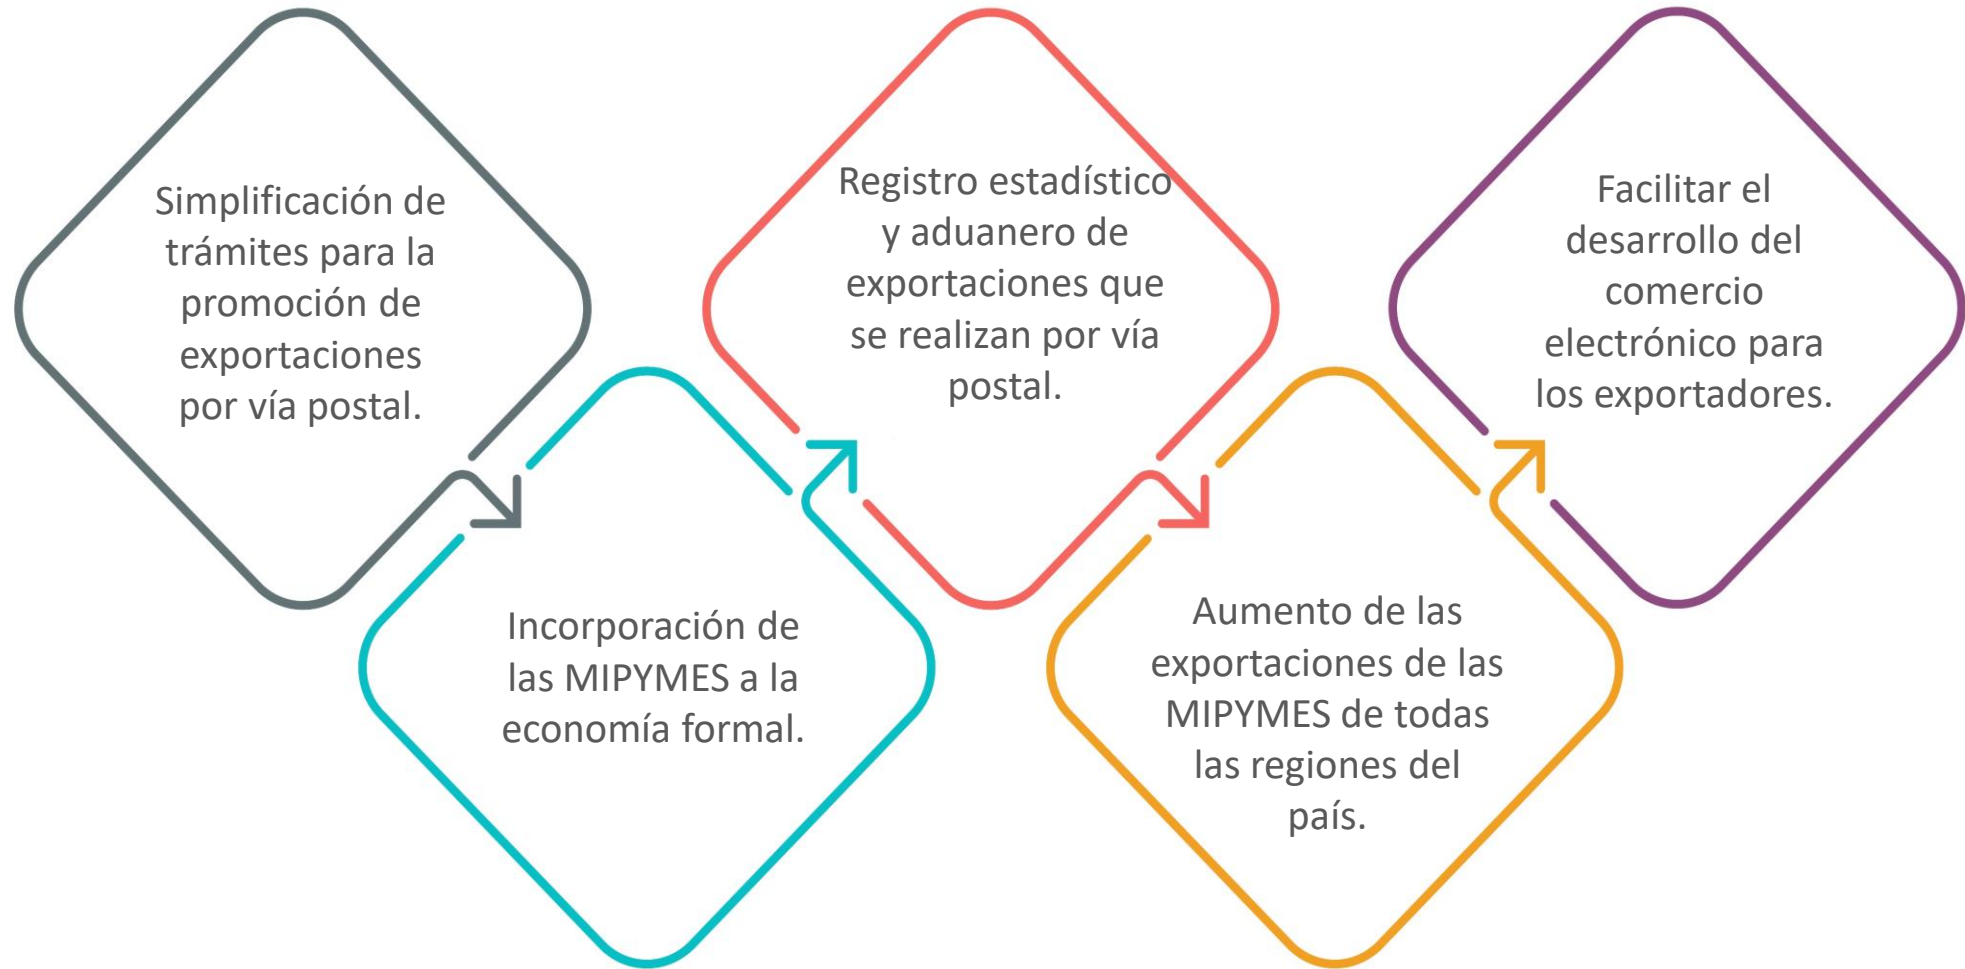 Simplificación de
trámites para la
promoción de
exportaciones
por vía postal.
Incorporación de
las MIPYMES a la
economía formal.
Registro estadístico
y aduanero de
exportaciones que
se realizan por vía
postal.
Aumento de las
exportaciones de las
MIPYMES de todas
las regiones del
país.
Facilitar el
desarrollo del
comercio
electrónico para
los exportadores.